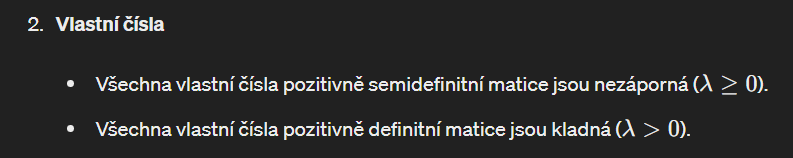 2. Vlastní čísla
• Všechna vlastní čísla pozitivně semidefinitní matice jsou nezáporná (λ ≥ 0).
• Všechna vlastní čísla pozitivně definitní matice jsou kladná (λ > 0).